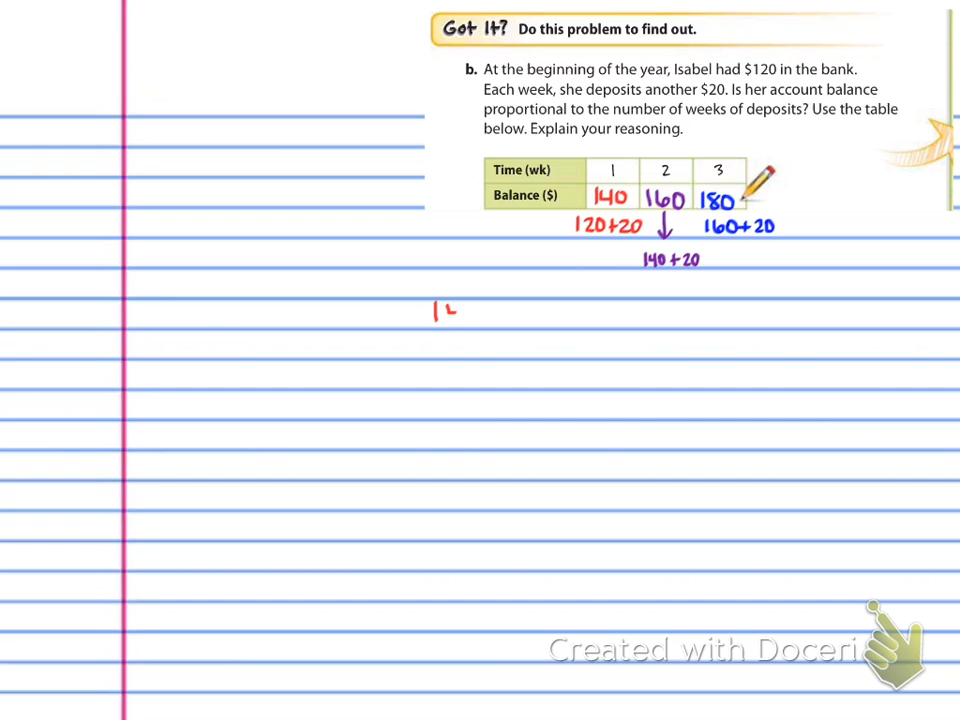 Got It? Do this problem to find out.
b. At the beginning of the year, Isabel had $120 in the bank.
Each week, she deposits another $20. Is her account balance
proportional to the number of weeks of deposits? Use the table
below. Explain your reasoning.
Time (wk) 1 2 3
Balance ($) 140 160 180
120+20 160+20
140+20
Created with Doceri